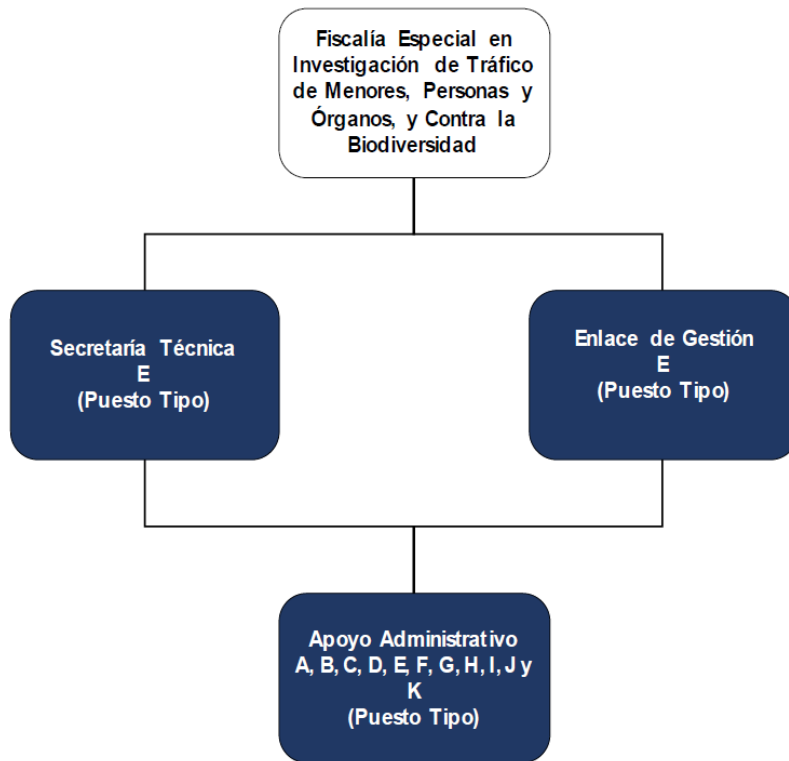 Fiscalía Especial en
Investigación de Tráfico
de Menores, Personas y
Órganos, y Contra la
Biodiversidad
Secretaría Técnica
E
(Puesto Tipo)
Enlace de Gestión
E
(Puesto Tipo)
Apoyo Administrativo
A, B, C, D, E, F, G, H, I, J y
K
(Puesto Tipo)